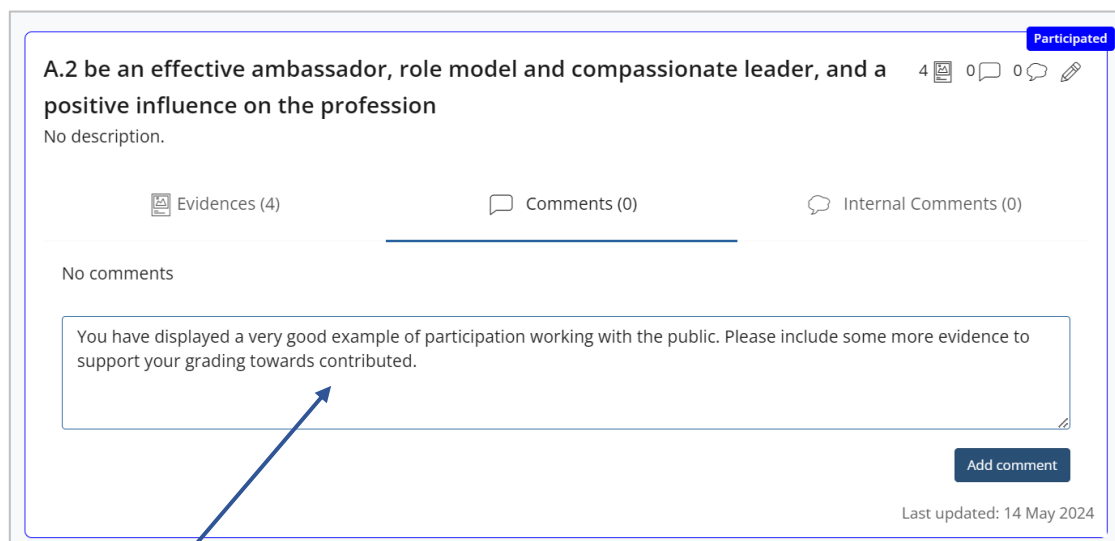 Participated
A.2 be an effective ambassador, role model and compassionate leader, and a
positive influence on the profession
4 0 0
No description.
Evidences (4)
Comments (0)
Internal Comments (0)
No comments
You have displayed a very good example of participation working with the public. Please include some more evidence to
support your grading towards contributed.
Add comment
Last updated: 14 May 2024